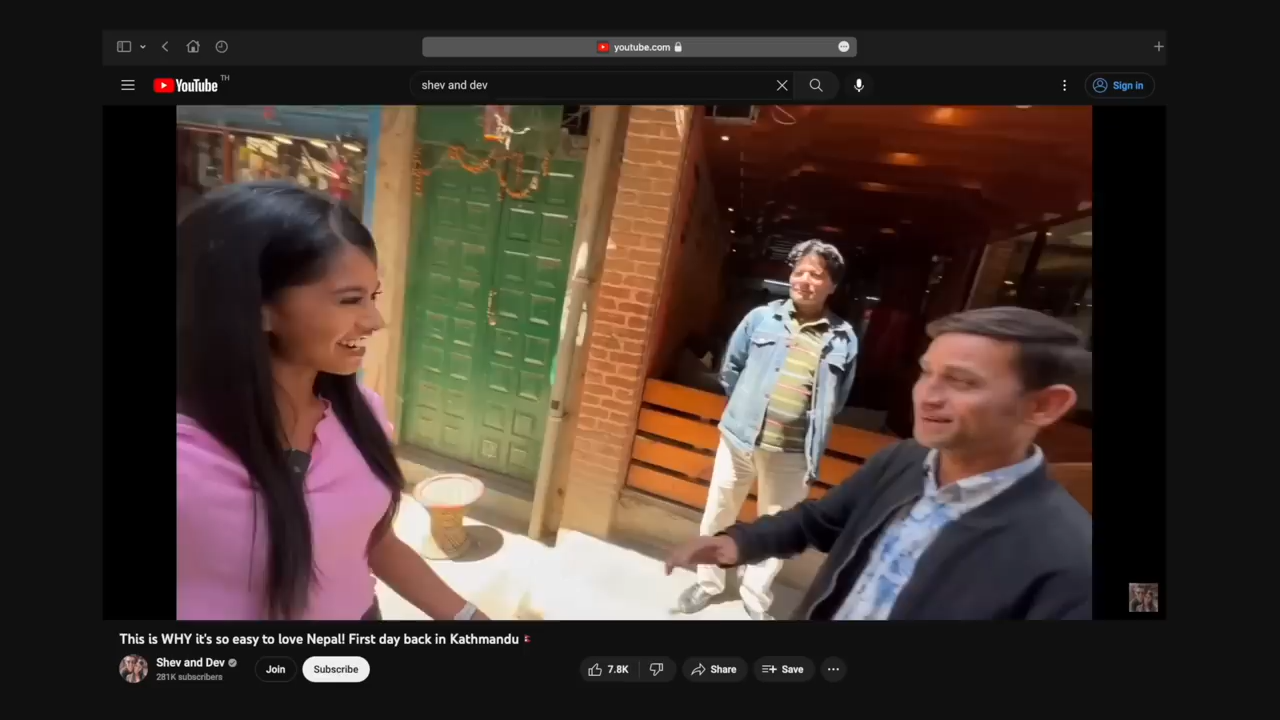 youtube.com
YouTube TH
shev and dev
Sign in
This is WHY it's so easy to love Nepal! First day back in Kathmandu 🇳🇵
Shev and Dev
281K subscribers
Join
Subscribe
7.8K
Share
Save